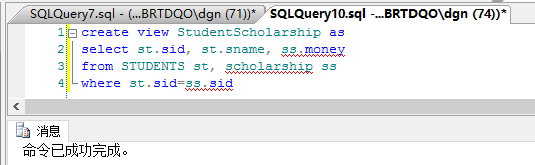 SQLQuery7.sql - (...BRTDQO\dgn (71))*
SQLQuery10.sql -...BRTDQO\dgn (74))*
1 create view StudentScholarship as
2 select st.sid, st.sname, ss.money
3 from STUDENTS st, scholarship ss
4 where st.sid=ss.sid
消息
命令已成功完成。